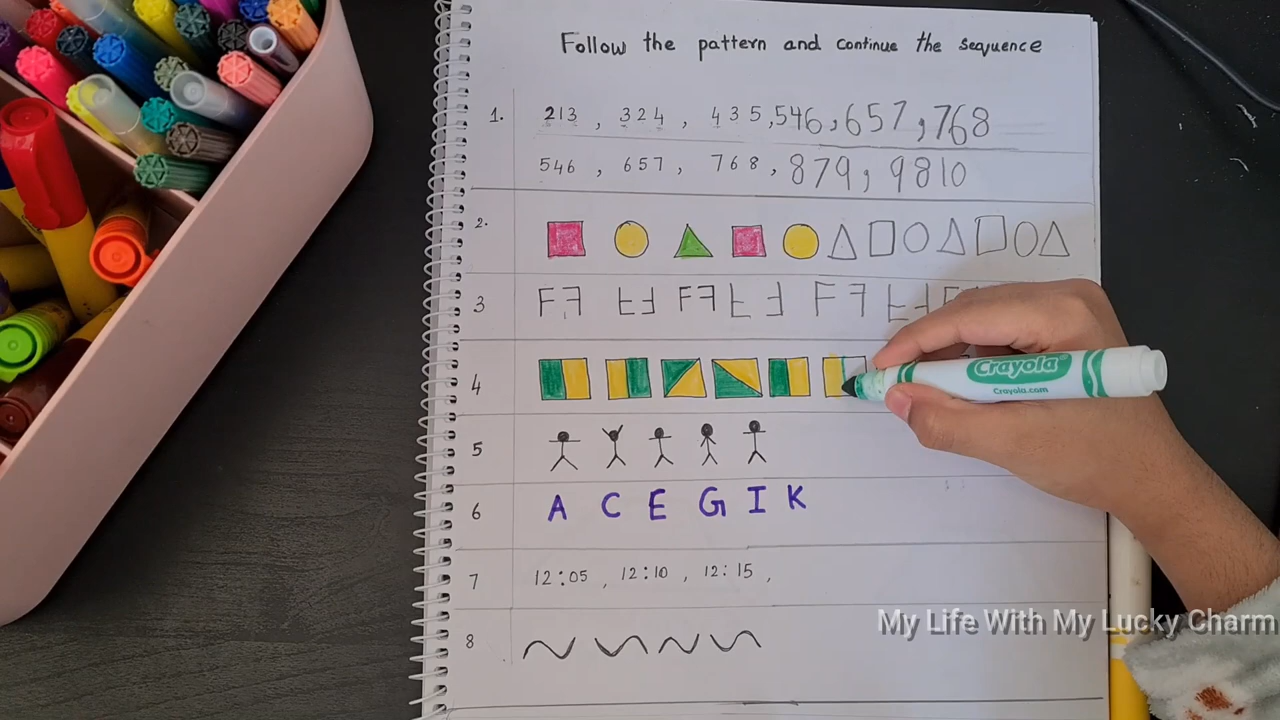 Follow the pattern and continue the sequence
1. 213 , 324 , 435 , 546 , 657 , 768
546 , 657 , 768 , 879 , 9810
2.
3 F
4
5
6 A C E G I K
7 12:05 , 12:10 , 12:15 ,
8
Crayola
Crayola.com
My Life With My Lucky Charm